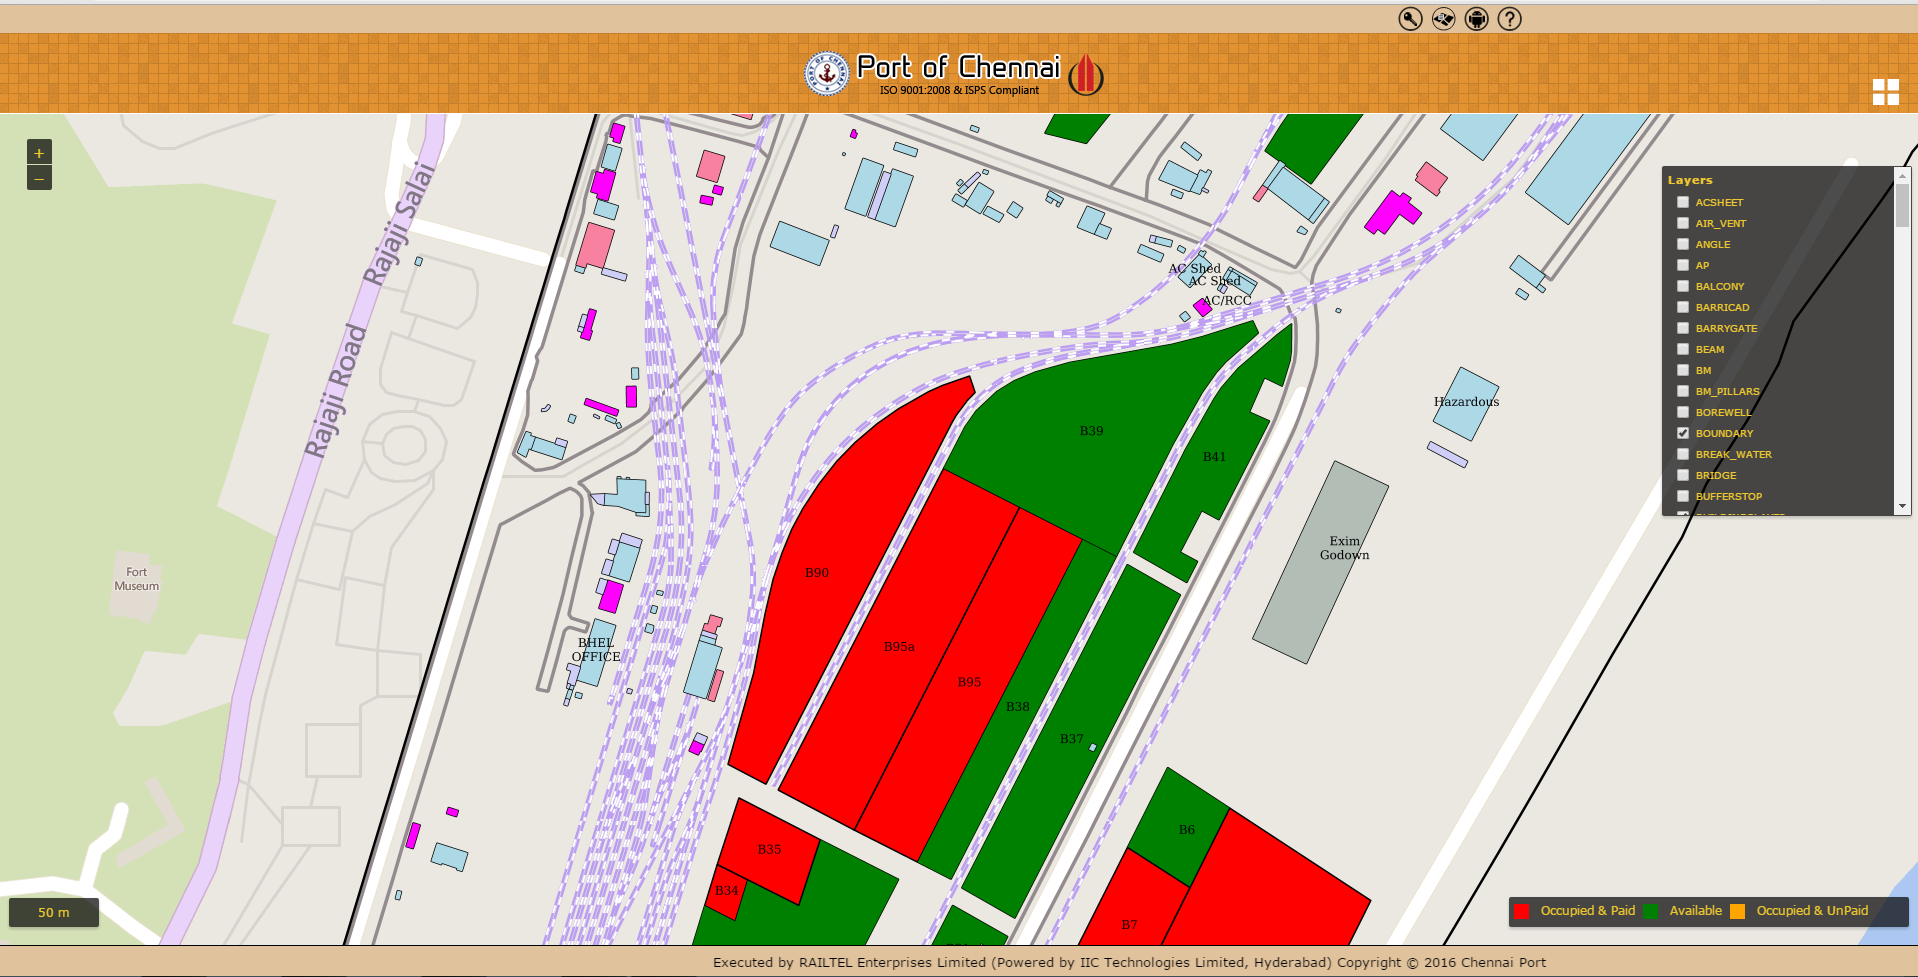 Port of Chennai
ISO 9001:2008 & ISPS Compliant
+
−
Rajaji Salai
Rajaji Road
Fort
Museum
AC Shed
AC Shed
AC/RCC
Hazardous
Exim
Godown
BHEL
OFFICE
B39
B41
B90
B95a
B95
B38
B37
B35
B34
B6
B7
Layers
ACSHEET
AIR_VENT
ANGLE
AP
BALCONY
BARRICAD
BARRYGATE
BEAM
BM
BM_PILLARS
BOREWELL
BOUNDARY
BREAK_WATER
BRIDGE
BUFFERSTOP
50 m
Occupied & Paid Available Occupied & UnPaid
Executed by RAILTEL Enterprises Limited (Powered by IIC Technologies Limited, Hyderabad) Copyright © 2016 Chennai Port